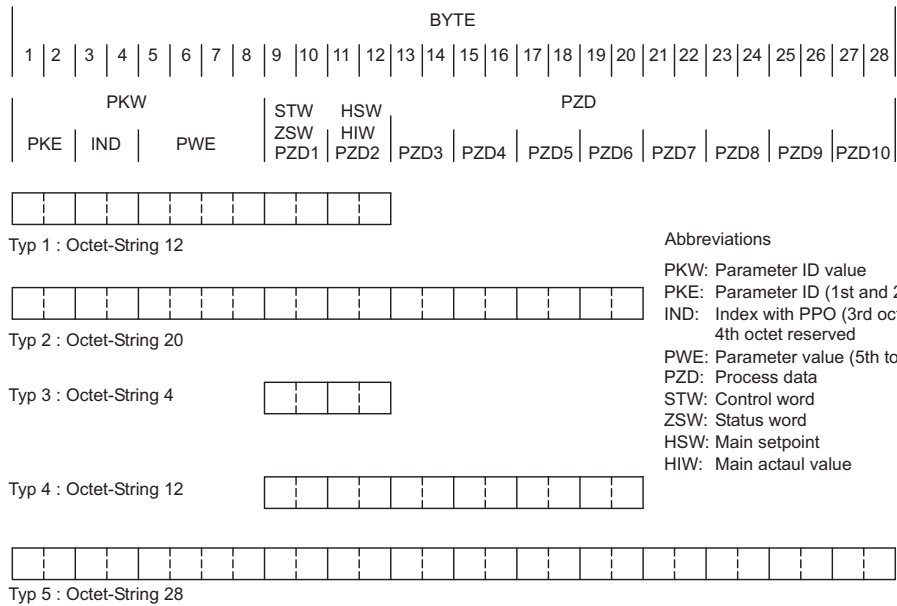 BYTE
1 2 3 4 5 6 7 8 9 10 11 12 13 14 15 16 17 18 19 20 21 22 23 24 25 26 27 28
PKW
PZD
STW HSW
ZSW HIW
PKE IND PWE PZD1 PZD2 PZD3 PZD4 PZD5 PZD6 PZD7 PZD8 PZD9 PZD10
Typ 1 : Octet-String 12
Typ 2 : Octet-String 20
Typ 3 : Octet-String 4
Typ 4 : Octet-String 12
Typ 5 : Octet-String 28
Abbreviations
PKW: Parameter ID value
PKE: Parameter ID (1st and
IND: Index with PPO (3rd
4th octet reserved
PWE: Parameter value (5th to
PZD: Process data
STW: Control word
ZSW: Status word
HSW: Main setpoint
HIW: Main actaul value